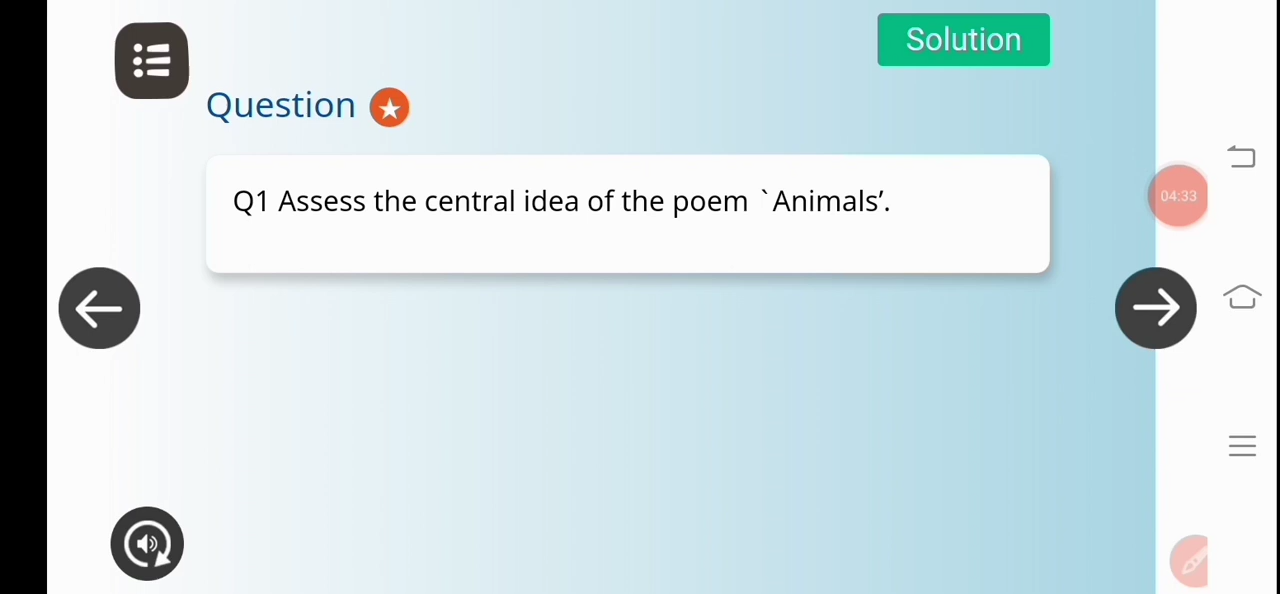 Solution
Question
Q1 Assess the central idea of the poem `Animals’.
04:33